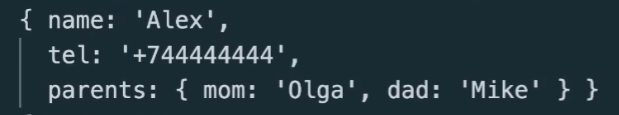 { name: 'Alex',
tel: '+744444444',
parents: { mom: 'Olga', dad: 'Mike' } }